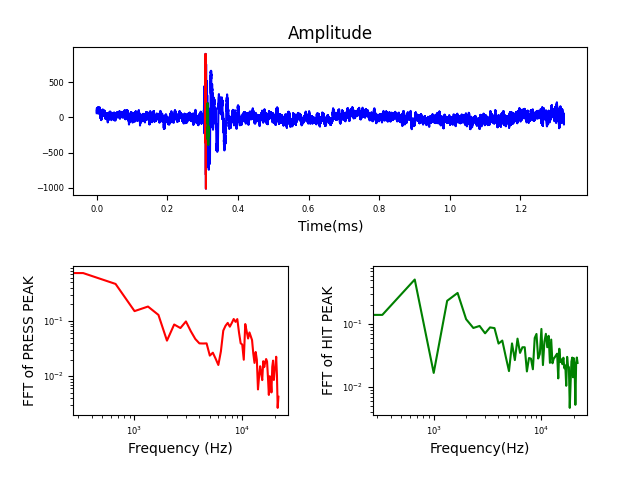 Amplitude
500
0
−500
−1000
0.0 0.2 0.4 0.6 0.8 1.0 1.2
Time(ms)
FFT of PRESS PEAK
10⁻¹
10⁻²
10³ 10⁴
Frequency (Hz)
FFT of HIT PEAK
10⁻¹
10⁻²
10³ 10⁴
Frequency(Hz)